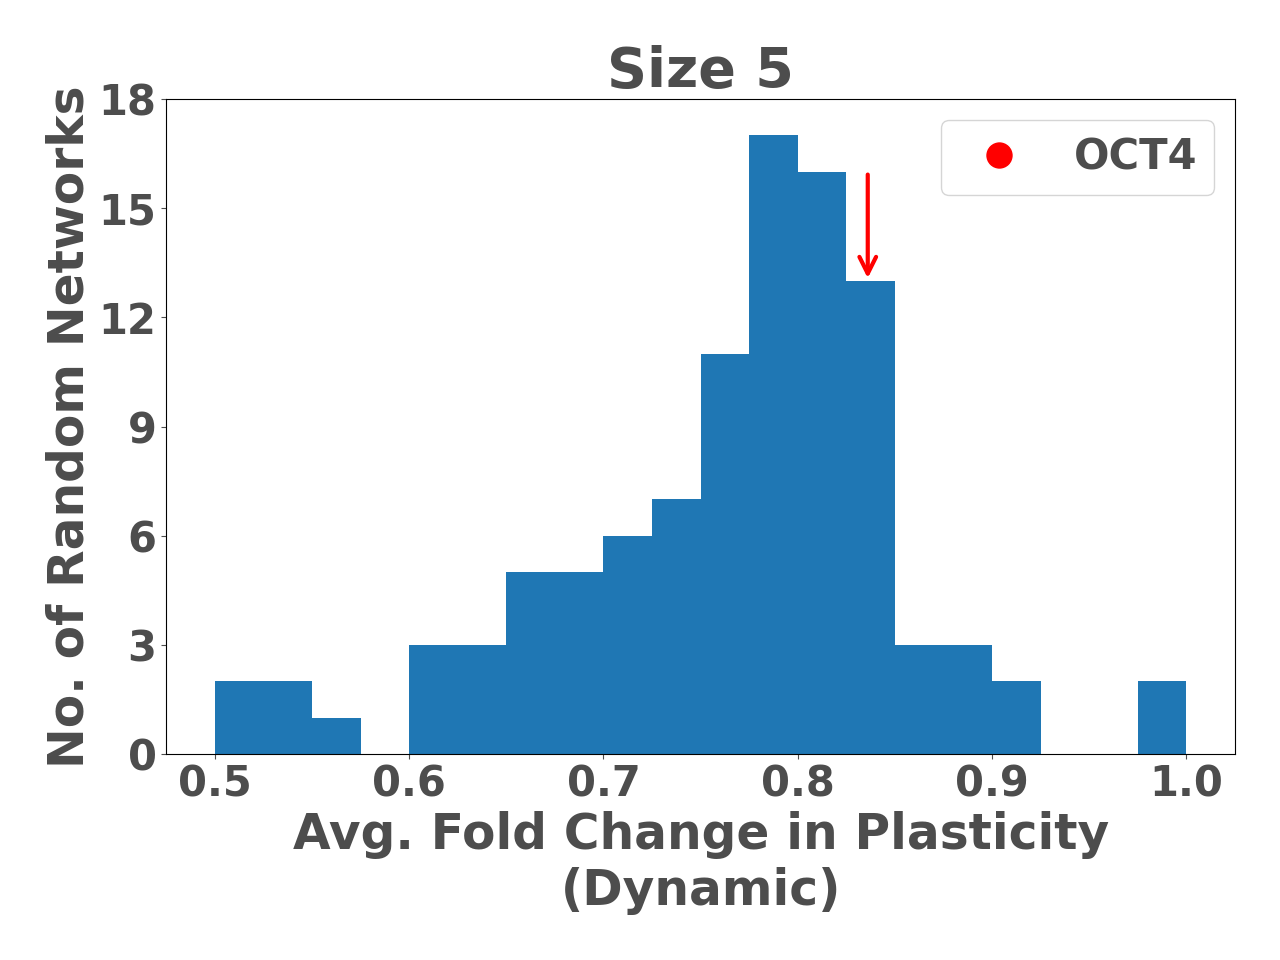 Size 5
No. of Random Networks
18
15
12
9
6
3
0
OCT4
0.5 0.6 0.7 0.8 0.9 1.0
Avg. Fold Change in Plasticity
(Dynamic)